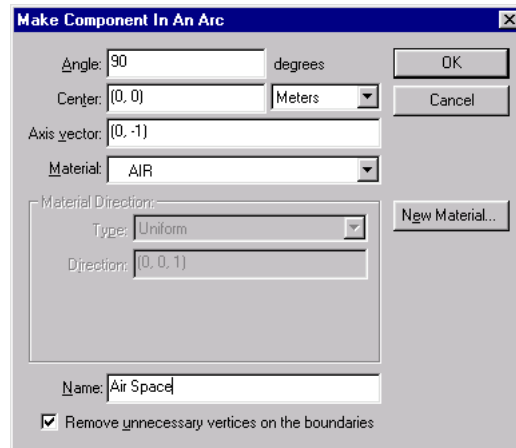 Make Component In An Arc
Angle: 90 degrees
OK
Center: (0, 0) Meters
Cancel
Axis vector: (0, -1)
Material: AIR
Material Direction:
New Material...
Type: Uniform
Direction: (0, 0, 1)
Name: Air Space
Remove unnecessary vertices on the boundaries